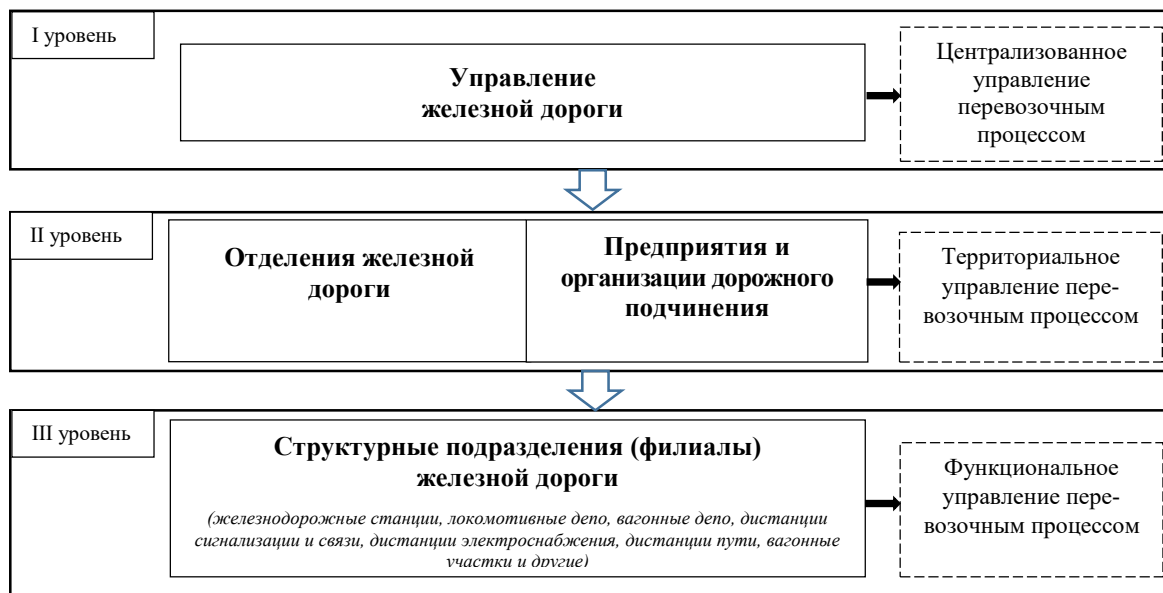 I уровень
Управление
железной дороги
Централизованное
управление
перевозочным
процессом
II уровень
Отделения железной
дороги
Предприятия и
организации дорожного
подчинения
Территориальное
управление пере-
возочным процессом
III уровень
Структурные подразделения (филиалы)
железной дороги
(железнодорожные станции, локомотивные депо, вагонные депо, дистанции
сигнализации и связи, дистанции электроснабжения, дистанции пути, вагонные
участки и другие)
Функциональное
управление пере-
возочным процессом